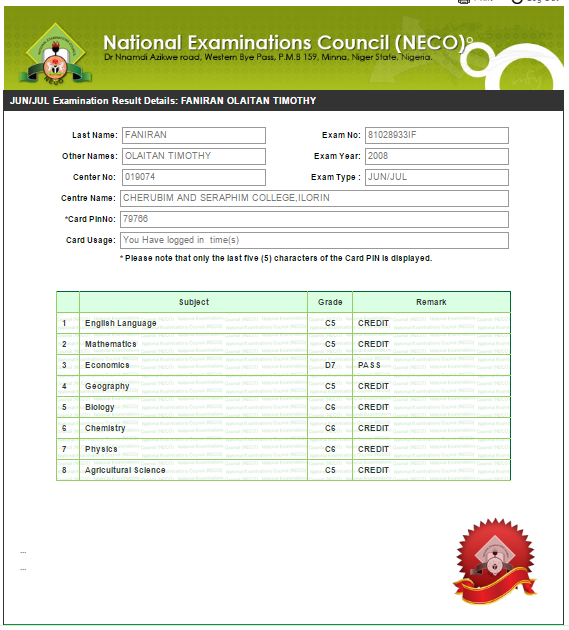 National Examinations Council (NECO)
Dr Nnamdi Azikwe road, Western Bye Pass, P.M.B 159, Minna, Niger State, Nigeria.
NECO
JUN/JUL Examination Result Details: FANIRAN OLAITAN TIMOTHY
Last Name: FANIRAN Exam No: 81028933IF
Other Names: OLAITAN TIMOTHY Exam Year: 2008
Center No: 019074 Exam Type : JUN/JUL
Centre Name: CHERUBIM AND SERAPHIM COLLEGE,ILORIN
*Card PinNo: 79766
Card Usage: You Have logged in time(s)
* Please note that only the last five (5) characters of the Card PIN is displayed.
Subject Grade Remark
1 English Language C5 CREDIT
2 Mathematics C5 CREDIT
3 Economics D7 PASS
4 Geography C5 CREDIT
5 Biology C6 CREDIT
6 Chemistry C6 CREDIT
7 Physics C6 CREDIT
8 Agricultural Science C5 CREDIT
...
...